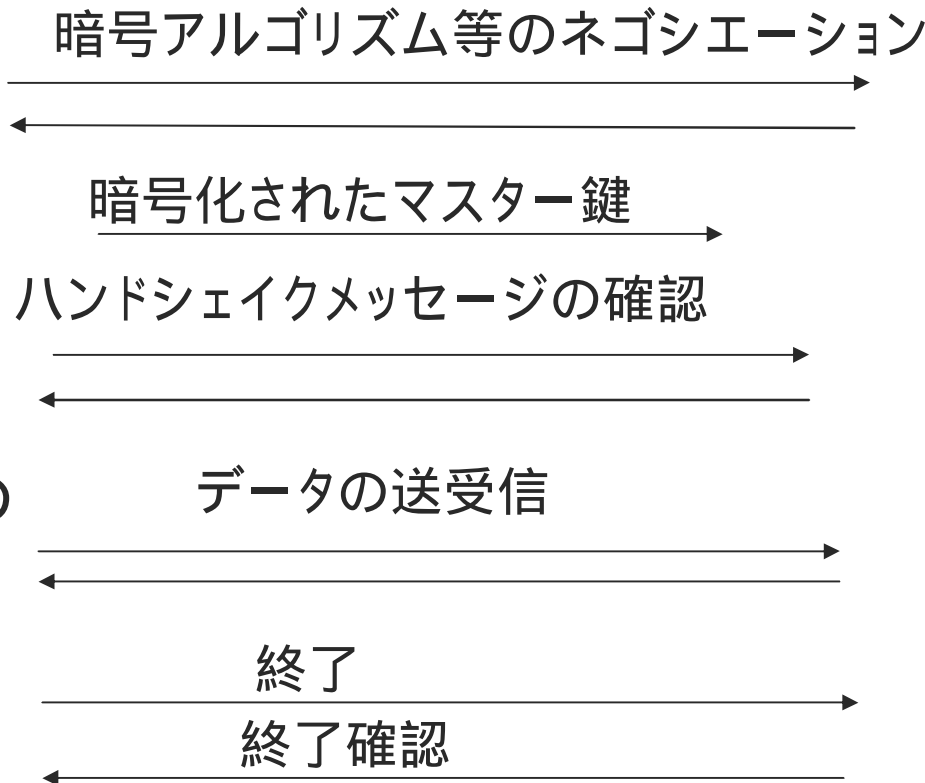 暗号アルゴリズム等のネゴシエーション
暗号化されたマスター鍵
ハンドシェイクメッセージの確認
データの送受信
終了
終了確認